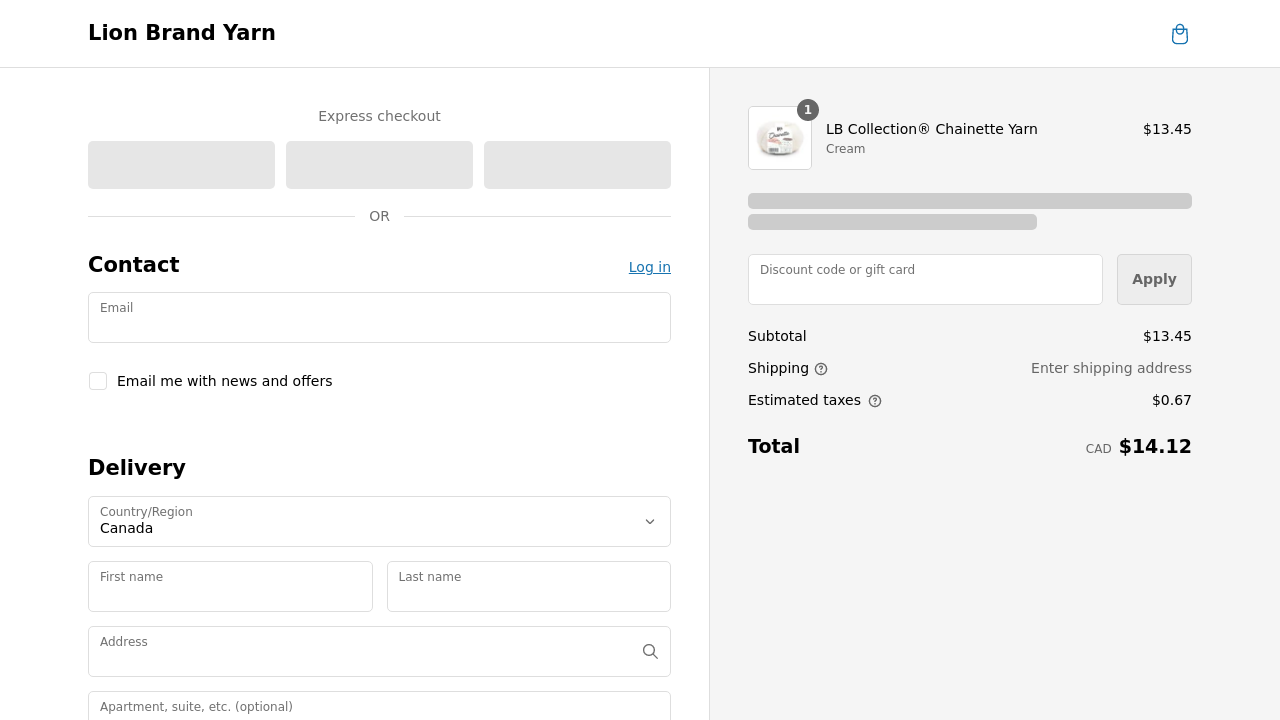 Lion Brand Yarn
Express checkout
OR
Contact
Log in
Email
Email me with news and offers
Delivery
Country/Region
Canada
First name
Last name
Address
Apartment, suite, etc. (optional)
1
LB Collection® Chainette Yarn
$13.45
Cream
Discount code or gift card
Apply
Subtotal
$13.45
Shipping
Enter shipping address
Estimated taxes
$0.67
Total
CAD $14.12